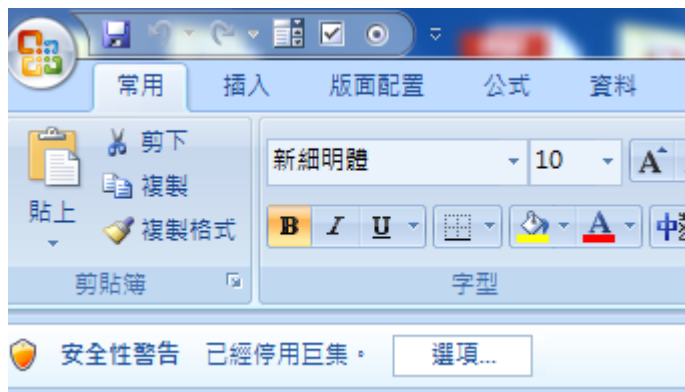 常用 插入 版面配置 公式 資料
貼上
剪下
複製
複製格式
剪貼簿
新細明體 10 A
B I U A 中
字型
安全性警告 已經停用巨集。 選項...